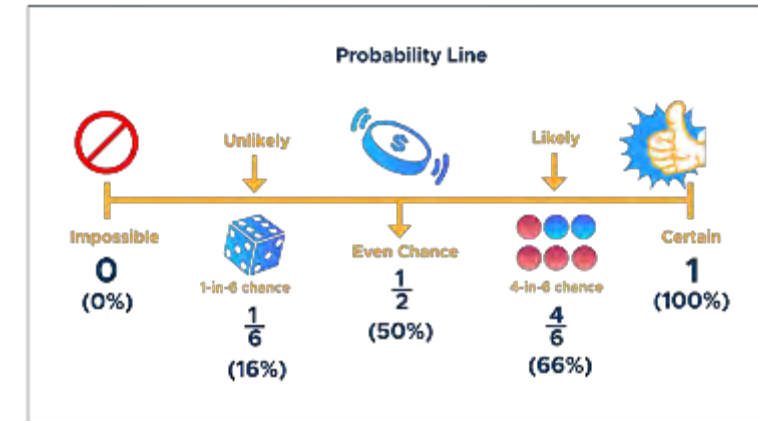 Probability Line
Unlikely
$
Likely
Impossible
0
(0%)
1-in-6 chance
1
6
(16%)
Even Chance
1
2
(50%)
4-in-6 chance
4
6
(66%)
Certain
1
(100%)